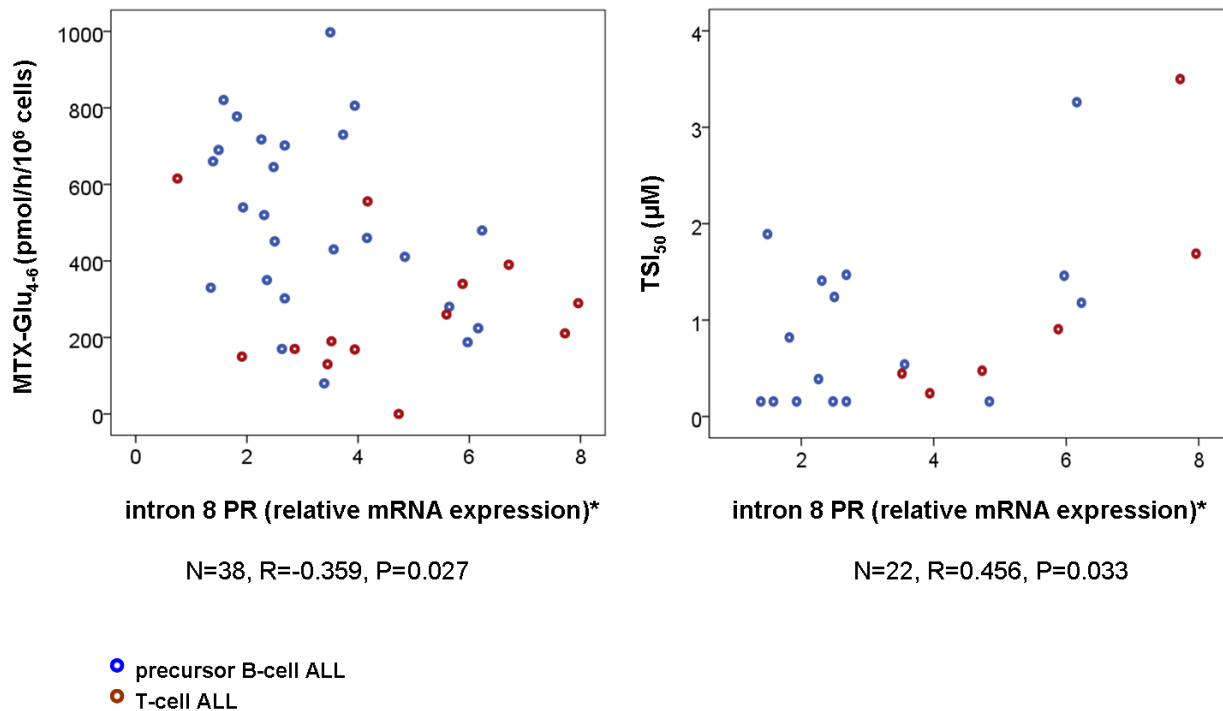 1000
800
600
400
200
0
MTX-Glu4-6 (pmol/h/10⁶ cells)
0 2 4 6 8
intron 8 PR (relative mRNA expression)*
N=38, R=-0.359, P=0.027
4
3
2
1
0
TSI50 (µM)
2 4 6 8
intron 8 PR (relative mRNA expression)*
N=22, R=0.456, P=0.033
precursor B-cell ALL
T-cell ALL